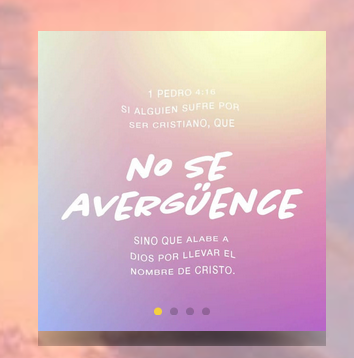 1 PEDRO 4:16
SI ALGUIEN SUFRE POR
SER CRISTIANO, QUE
NO SE
AVERGÜENCE
SINO QUE ALABE A
DIOS POR LLEVAR EL
NOMBRE DE CRISTO.